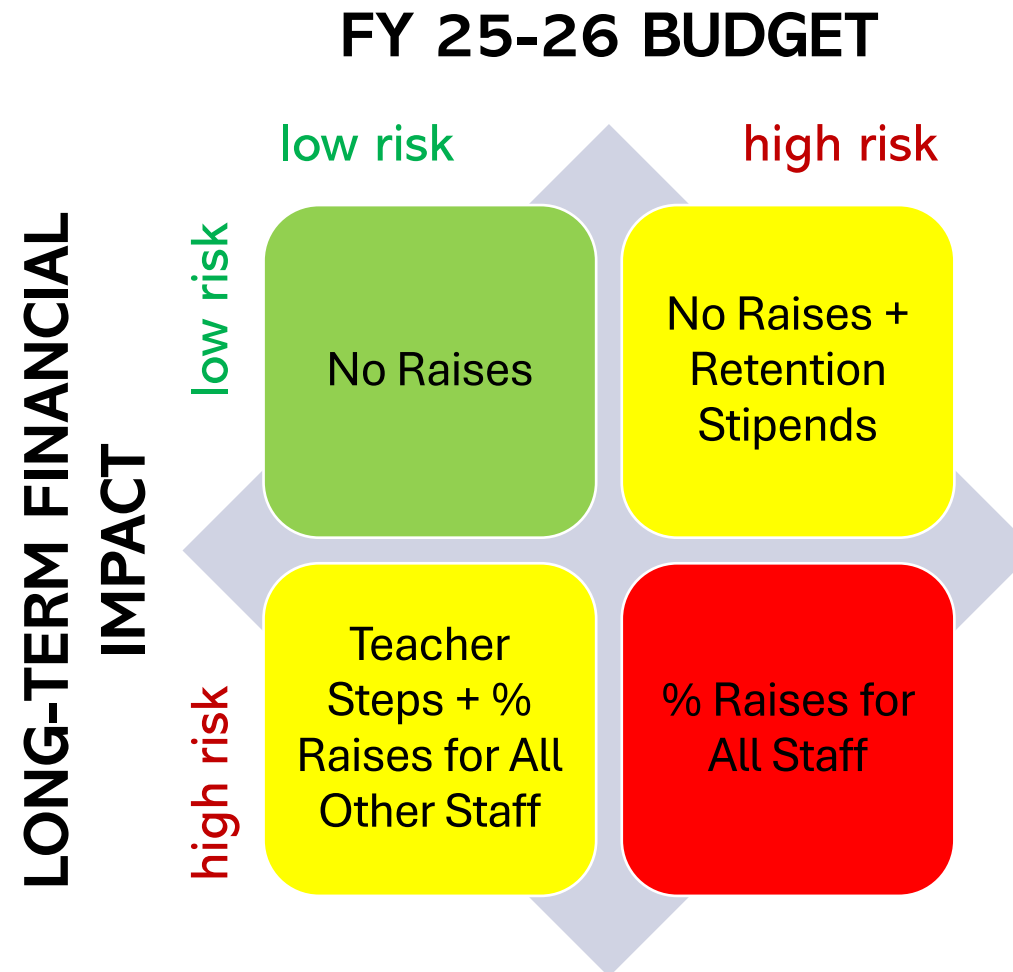 FY 25-26 BUDGET
low risk
high risk
LONG-TERM FINANCIAL
IMPACT
low risk
high risk
No Raises
No Raises +
Retention
Stipends
Teacher
Steps + %
Raises for All
Other Staff
% Raises for
All Staff